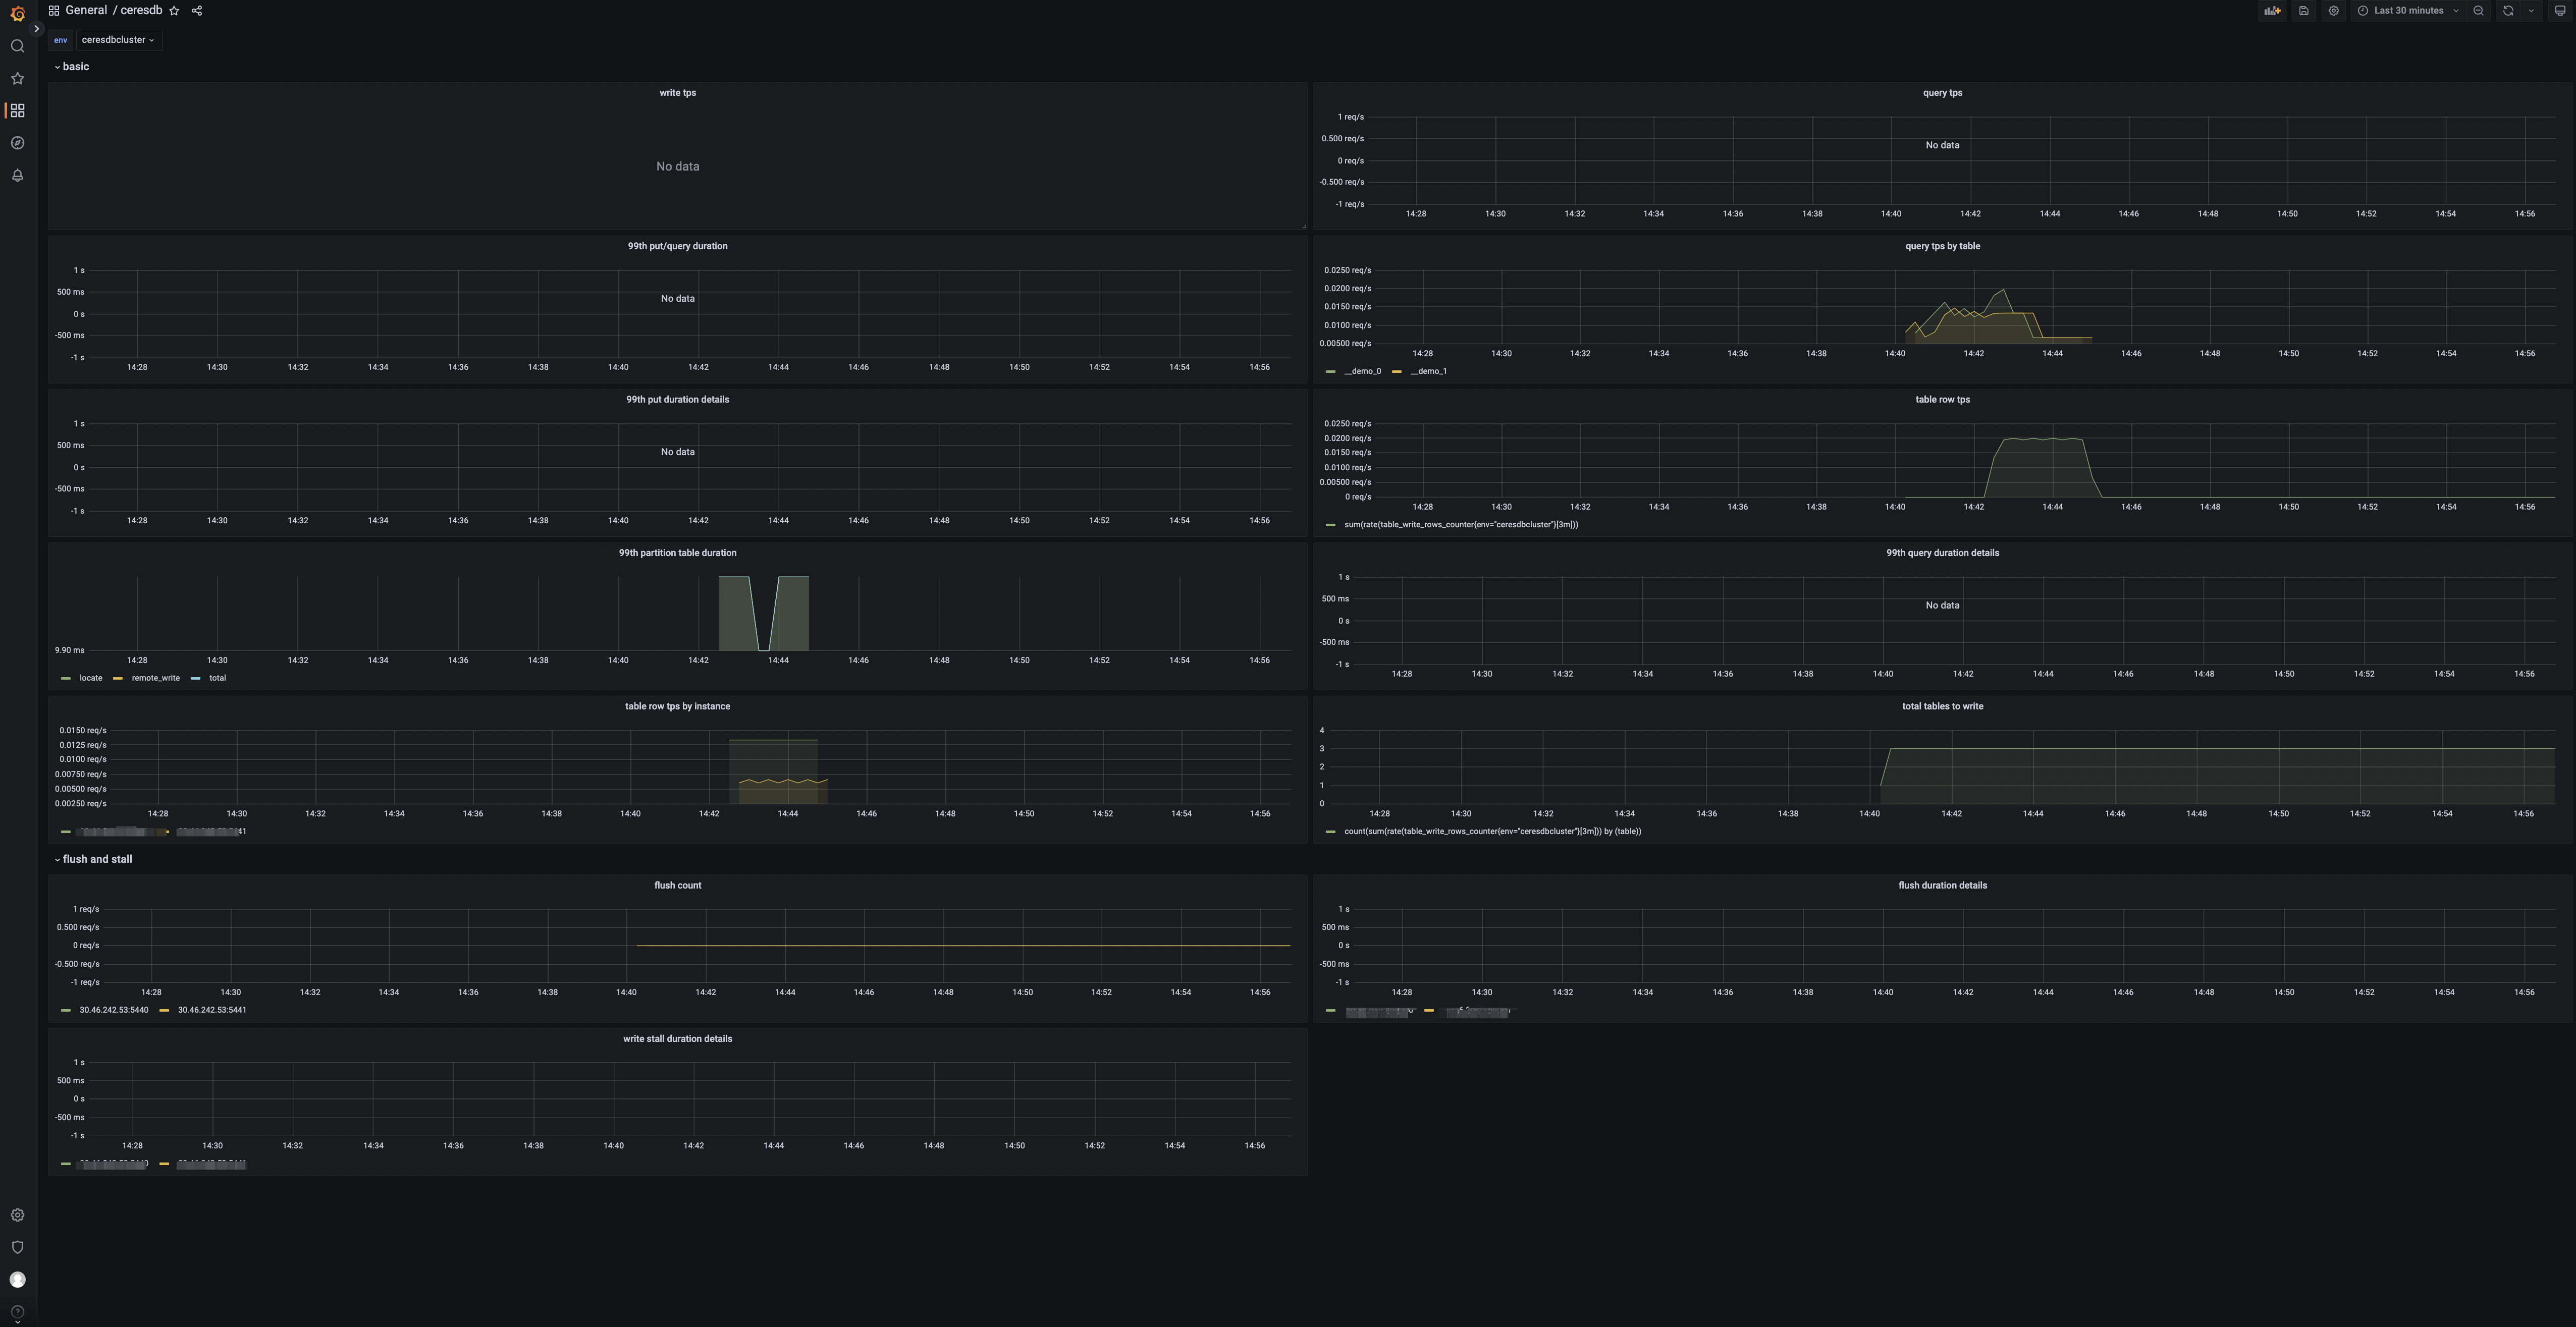 General / ceresdb
Last 30 minutes
env ceresdbcluster
basic
write tps
No data
query tps
1 req/s
0.500 req/s
0 req/s
-0.500 req/s
-1 req/s
No data
14:28 14:30 14:32 14:34 14:36 14:38 14:40 14:42 14:44 14:46 14:48 14:50 14:52 14:54 14:56
99th put/query duration
1 s
500 ms
0 s
-500 ms
-1 s
No data
14:28 14:30 14:32 14:34 14:36 14:38 14:40 14:42 14:44 14:46 14:48 14:50 14:52 14:54 14:56
query tps by table
0.0250 req/s
0.0200 req/s
0.0150 req/s
0.0100 req/s
0.00500 req/s
14:28 14:30 14:32 14:34 14:36 14:38 14:40 14:42 14:44 14:46 14:48 14:50 14:52 14:54 14:56
__demo_0 __demo_1
99th put duration details
1 s
500 ms
0 s
-500 ms
-1 s
No data
14:28 14:30 14:32 14:34 14:36 14:38 14:40 14:42 14:44 14:46 14:48 14:50 14:52 14:54 14:56
table row tps
0.0250 req/s
0.0200 req/s
0.0150 req/s
0.0100 req/s
0.00500 req/s
0 req/s
14:28 14:30 14:32 14:34 14:36 14:38 14:40 14:42 14:44 14:46 14:48 14:50 14:52 14:54 14:56
sum(rate(table_write_rows_counter{env="ceresdbcluster"}[3m]))
99th partition table duration
9.90 ms
14:28 14:30 14:32 14:34 14:36 14:38 14:40 14:42 14:44 14:46 14:48 14:50 14:52 14:54 14:56
locate remote_write total
99th query duration details
1 s
500 ms
0 s
-500 ms
-1 s
No data
14:28 14:30 14:32 14:34 14:36 14:38 14:40 14:42 14:44 14:46 14:48 14:50 14:52 14:54 14:56
table row tps by instance
0.0150 req/s
0.0125 req/s
0.0100 req/s
0.00750 req/s
0.00500 req/s
0.00250 req/s
14:28 14:30 14:32 14:34 14:36 14:38 14:40 14:42 14:44 14:46 14:48 14:50 14:52 14:54 14:56
total tables to write
4
3
2
1
0
14:28 14:30 14:32 14:34 14:36 14:38 14:40 14:42 14:44 14:46 14:48 14:50 14:52 14:54 14:56
count(sum(rate(table_write_rows_counter{env="ceresdbcluster"}[3m])) by (table))
flush and stall
flush count
1 req/s
0.500 req/s
0 req/s
-0.500 req/s
-1 req/s
14:28 14:30 14:32 14:34 14:36 14:38 14:40 14:42 14:44 14:46 14:48 14:50 14:52 14:54 14:56
30.46.242.53:5440 30.46.242.53:5441
flush duration details
1 s
500 ms
0 s
-500 ms
-1 s
14:28 14:30 14:32 14:34 14:36 14:38 14:40 14:42 14:44 14:46 14:48 14:50 14:52 14:54 14:56
write stall duration details
1 s
500 ms
0 s
-500 ms
-1 s
14:28 14:30 14:32 14:34 14:36 14:38 14:40 14:42 14:44 14:46 14:48 14:50 14:52 14:54 14:56